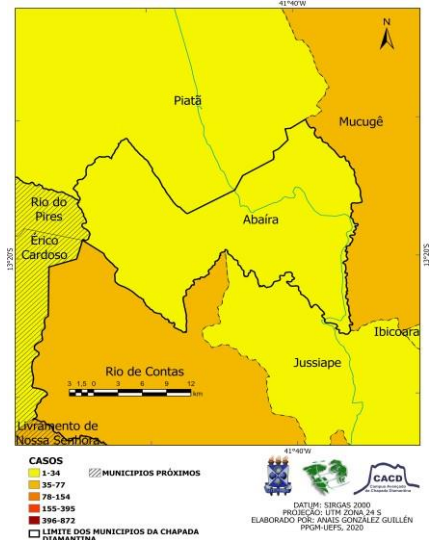 41°40'W
N
Piatã
Mucugê
Rio do
Pires
Abaíra
Érico
Cardoso
13°20'S
13°20'S
Ibicoara
Jussiape
Rio de Contas
3 1,5 0 3 6 9 12
km
Livramento de
Nossa Senhora
41°40'W
CASOS
1-34
MUNICIPIOS PRÓXIMOS
35-77
78-154
155-395
396-872
LIMITE DOS MUNICIPIOS DA CHAPADA
DIAMANTINA
CACD
Campus Avançado
da Chapada Diamantina
DATUM: SIRGAS 2000
PROJEÇÃO: UTM ZONA 24 S
ELABORADO POR: ANAIS GONZÁLEZ GUILLÉN
PPGM-UEFS, 2020